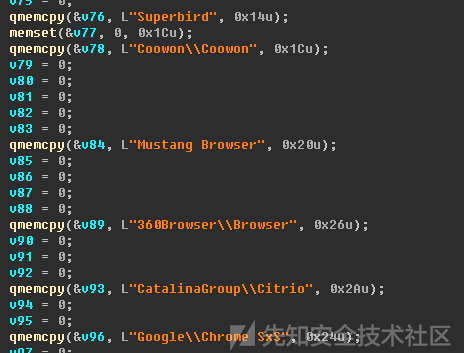 v75 = 0;
qmemcpy(&v76, L"Superbird", 0x14u);
memset(&v77, 0, 0x1Cu);
qmemcpy(&v78, L"Coowon\\Coowon", 0x1Cu);
v79 = 0;
v80 = 0;
v81 = 0;
v82 = 0;
v83 = 0;
qmemcpy(&v84, L"Mustang Browser", 0x20u);
v85 = 0;
v86 = 0;
v87 = 0;
v88 = 0;
qmemcpy(&v89, L"360Browser\\Browser", 0x26u);
v90 = 0;
v91 = 0;
v92 = 0;
qmemcpy(&v93, L"CatalinaGroup\\Citrio", 0x2Au);
v94 = 0;
v95 = 0;
qmemcpy(&v96, L"Google\\Chrome SxS", 0x24u);
v97 = 0;
先知安全技术社区